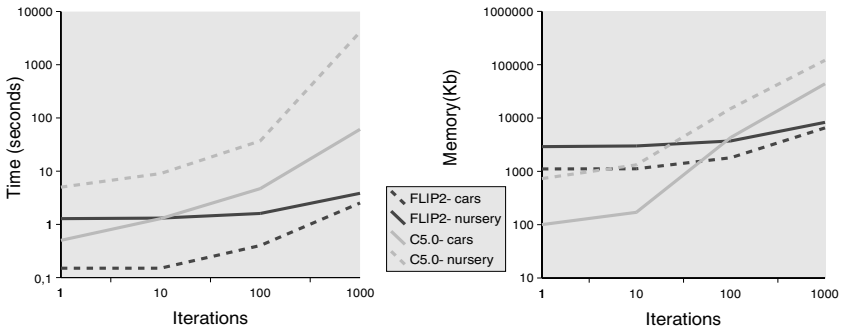 Time (seconds)
10000
1000
100
10
1
0,1
1
10
100
1000
Iterations
FLIP2- cars
FLIP2- nursery
C5.0- cars
C5.0- nursery
Memory(Kb)
1000000
100000
10000
1000
100
10
1
10
100
1000
Iterations